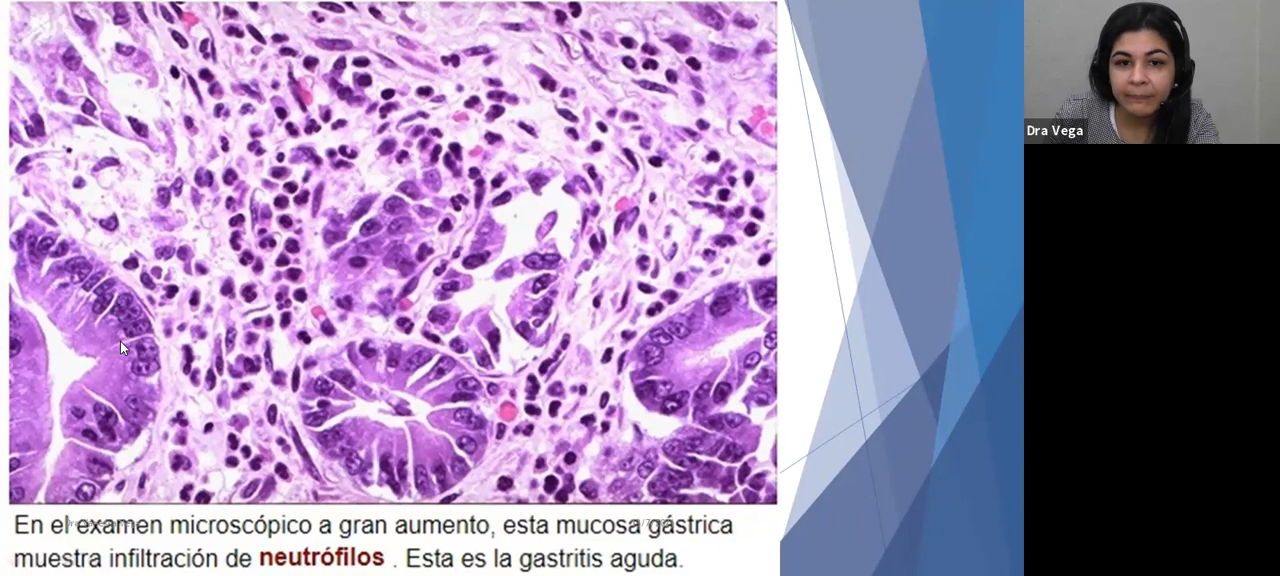 Dra Vega
En el examen microscópico a gran aumento, esta mucosa gástrica
muestra infiltración de neutrófilos . Esta es la gastritis aguda.